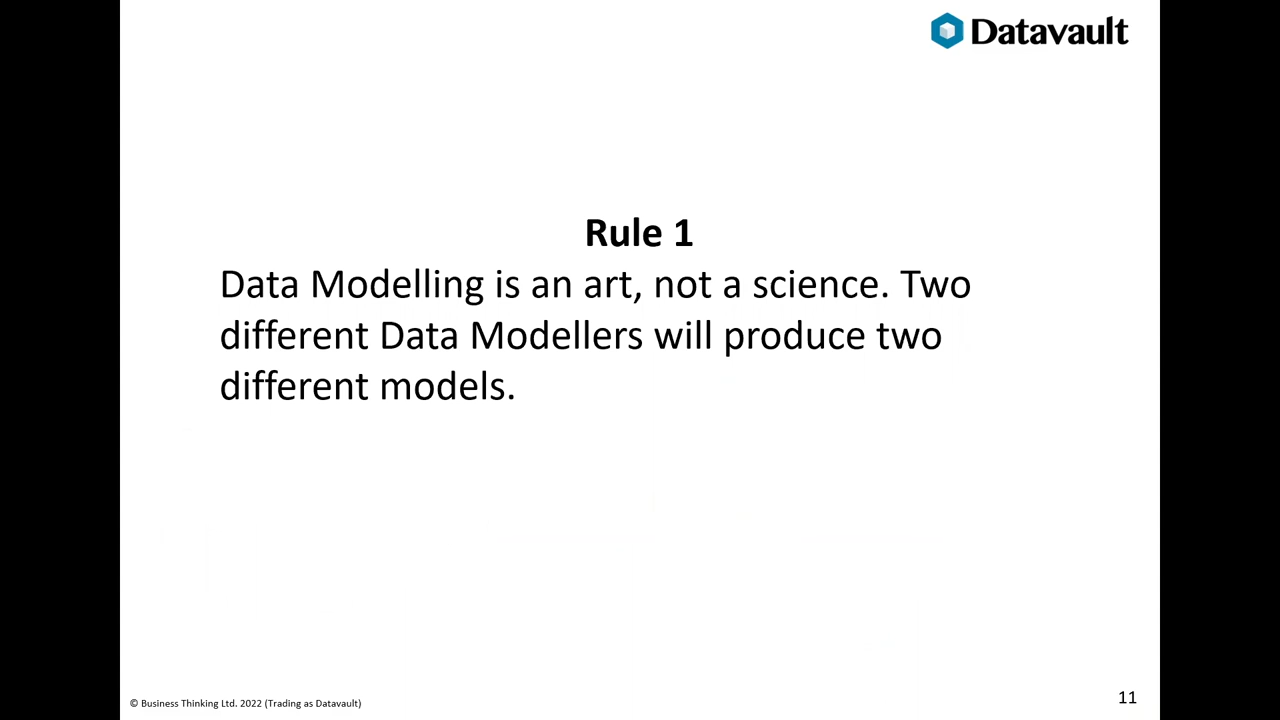 Datavault
Rule 1
Data Modelling is an art, not a science. Two
different Data Modellers will produce two
different models.
© Business Thinking Ltd. 2022 (Trading as Datavault)
11